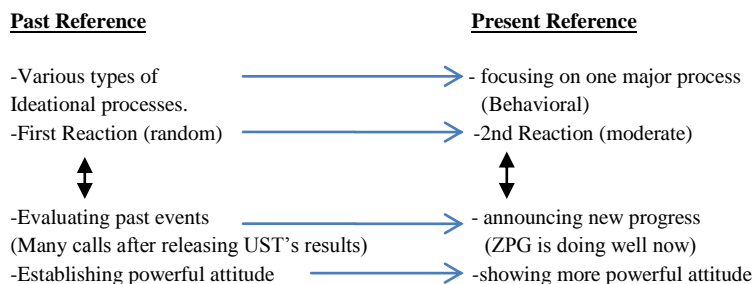 Past Reference
Present Reference
-Various types of
- focusing on one major process
Ideational processes.
(Behavioral)
-First Reaction (random)
-2nd Reaction (moderate)
-Evaluating past events
- announcing new progress
(Many calls after releasing UST's results)
(ZPG is doing well now)
-Establishing powerful attitude
-showing more powerful attitude